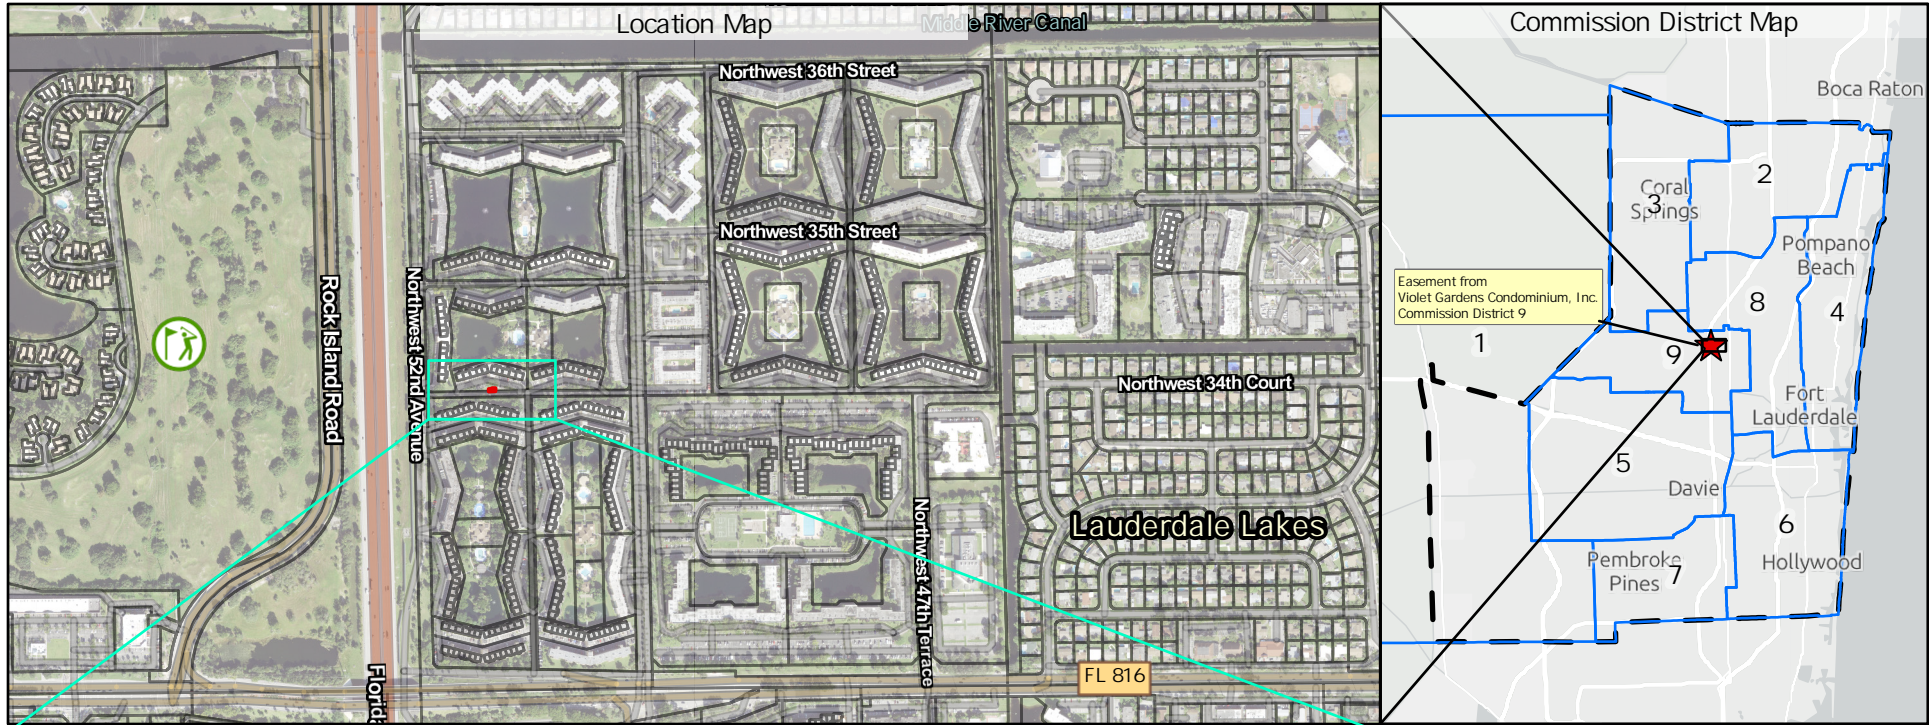 Location Map
Middle River Canal
Northwest 36th Street
Northwest 35th Street
Rock Island Road
Northwest 52nd Avenue
Northwest 34th Court
Lauderdale Lakes
Northwest 47th Terrace
FL 816
Commission District Map
Boca Raton
2
Coral
Springs
3
Pompano
Beach
Easement from
Violet Gardens Condominium, Inc.
Commission District 9
8
4
1
9
Fort
Lauderdale
5
Davie
6
Pembroke
Pines
7
Hollywood